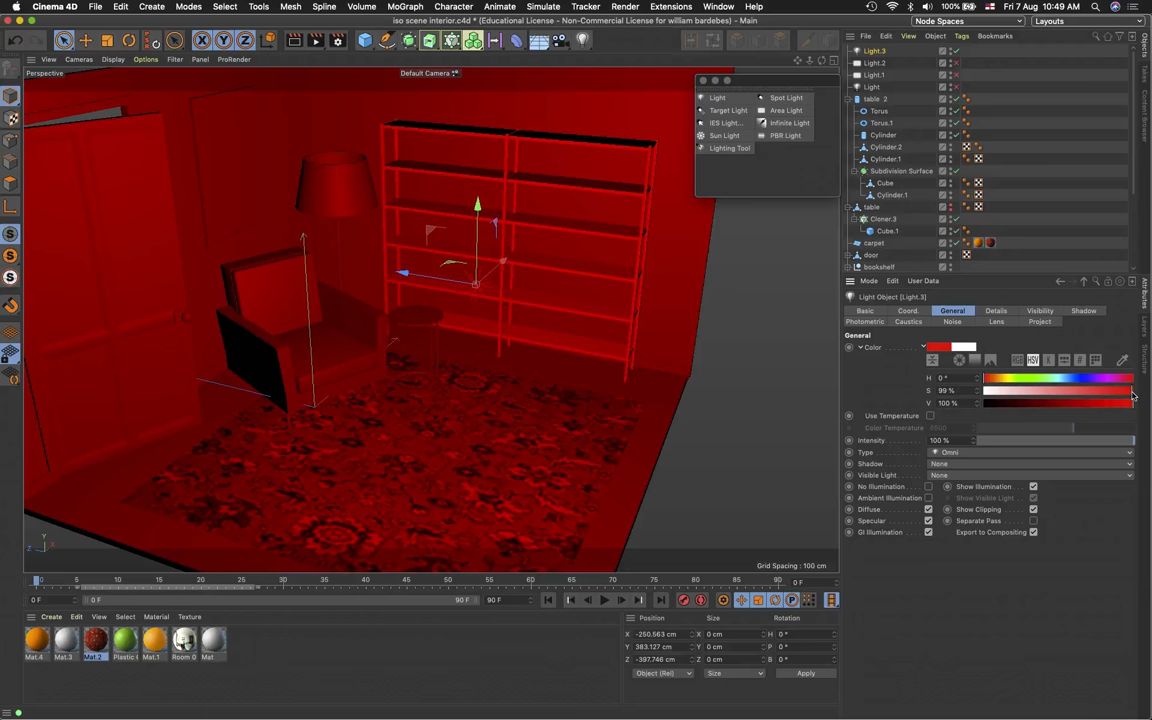 Cinema 4D File Edit Create Modes Select Tools Mesh Spline Volume MoGraph Character Animate Simulate Tracker Render Extensions Window Help 100% Fri 7 Aug 10:49 AM
iso scene interior.c4d * (Educational License - Non-Commercial License for william bardebes) - Main
Node Spaces Layouts
File Edit View Object Tags Bookmarks
View Cameras Display Options Filter Panel ProRender
Perspective Default Camera
Light Spot Light
Target Light Area Light
IES Light... Infinite Light
Sun Light PBR Light
Lighting Tool
Light.3
Light.2
Light.1
Light
table 2
Torus
Torus.1
Cylinder
Cylinder.2
Cylinder.1
Subdivision Surface
Cube
Cylinder.1
table
Cloner.3
Cube.1
carpet
door
bookshelf
Objects
Takes
Content Browser
Attributes
Layers
Structure
Mode Edit User Data
Light Object [Light.3]
Basic Coord. General Details Visibility Shadow
Photometric Caustics Noise Lens Project
General
Color
RGB HSV K
H 0 °
S 99 %
V 100 %
Use Temperature
Color Temperature 6500
Intensity 100 %
Type Omni
Shadow None
Visible Light None
No Illumination Show Illumination
Ambient Illumination Show Visible Light
Diffuse Show Clipping
Specular Separate Pass
GI Illumination Export to Compositing
Y
Z X
Grid Spacing : 100 cm
0 5 10 15 20 25 30 35 40 45 50 55 60 65 70 75 80 85 90 0 F
0 F 0 F 90 F 90 F
Create Edit View Select Material Texture
Mat.4 Mat.3 Mat.2 Plastic Mat.1 Room 0 Mat
Position Size Rotation
X -250.563 cm X 0 cm H 0 °
Y 383.127 cm Y 0 cm P 0 °
Z -397.746 cm Z 0 cm B 0 °
Object (Rel) Size Apply